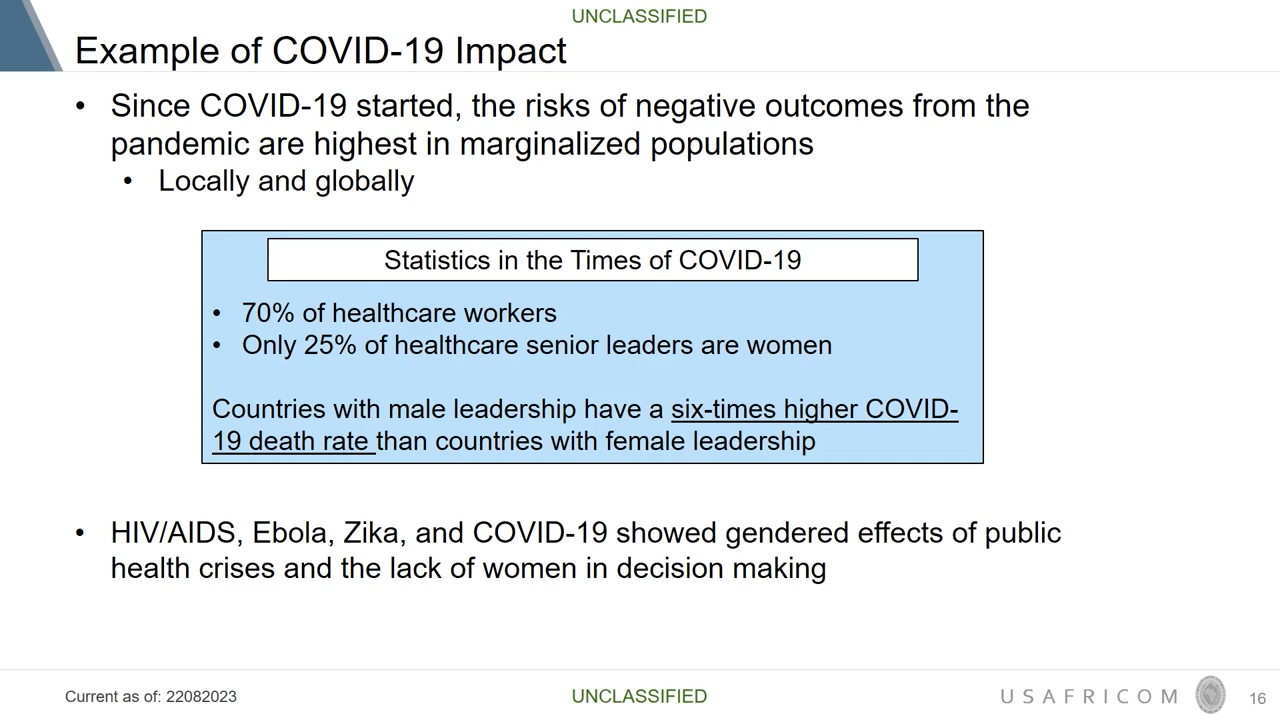 UNCLASSIFIED
Example of COVID-19 Impact
• Since COVID-19 started, the risks of negative outcomes from the
pandemic are highest in marginalized populations
• Locally and globally
Statistics in the Times of COVID-19
• 70% of healthcare workers
• Only 25% of healthcare senior leaders are women
Countries with male leadership have a six-times higher COVID-
19 death rate than countries with female leadership
• HIV/AIDS, Ebola, Zika, and COVID-19 showed gendered effects of public
health crises and the lack of women in decision making
Current as of: 22082023
UNCLASSIFIED
USAFRICOM
16